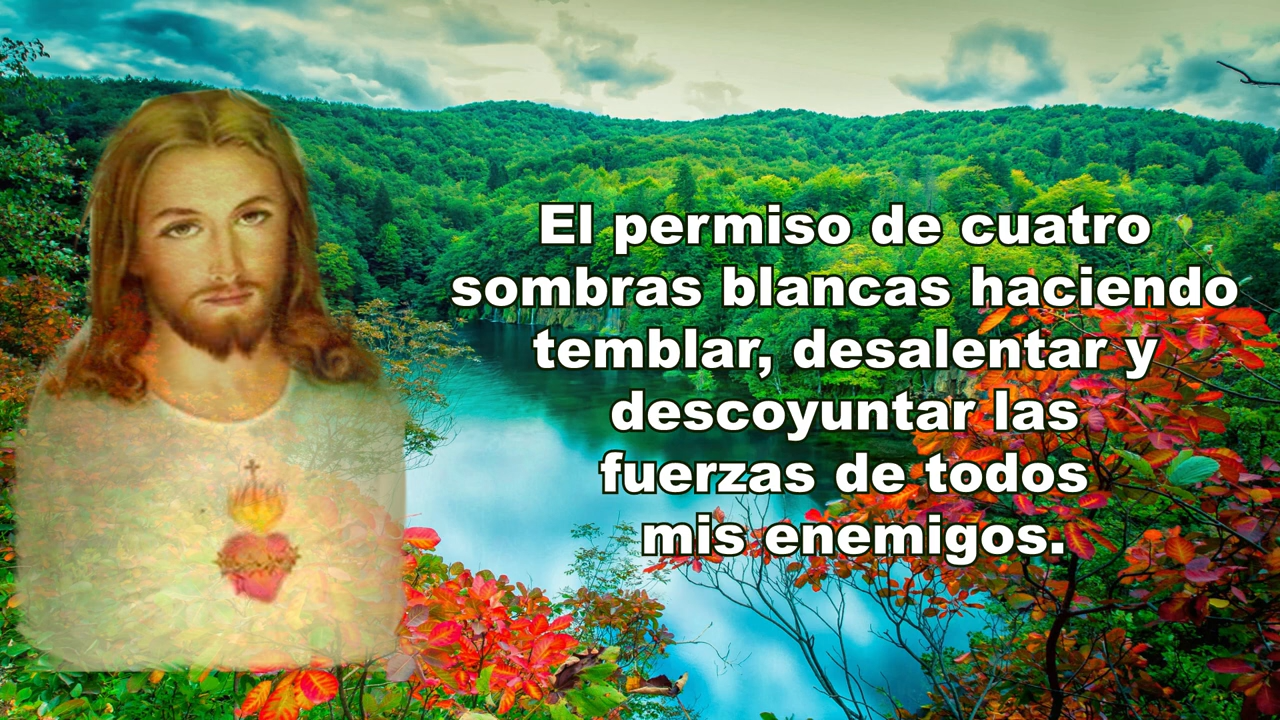 El permiso de cuatro
sombras blancas haciendo
temblar, desalentar y
descoyuntar las
fuerzas de todos
mis enemigos.